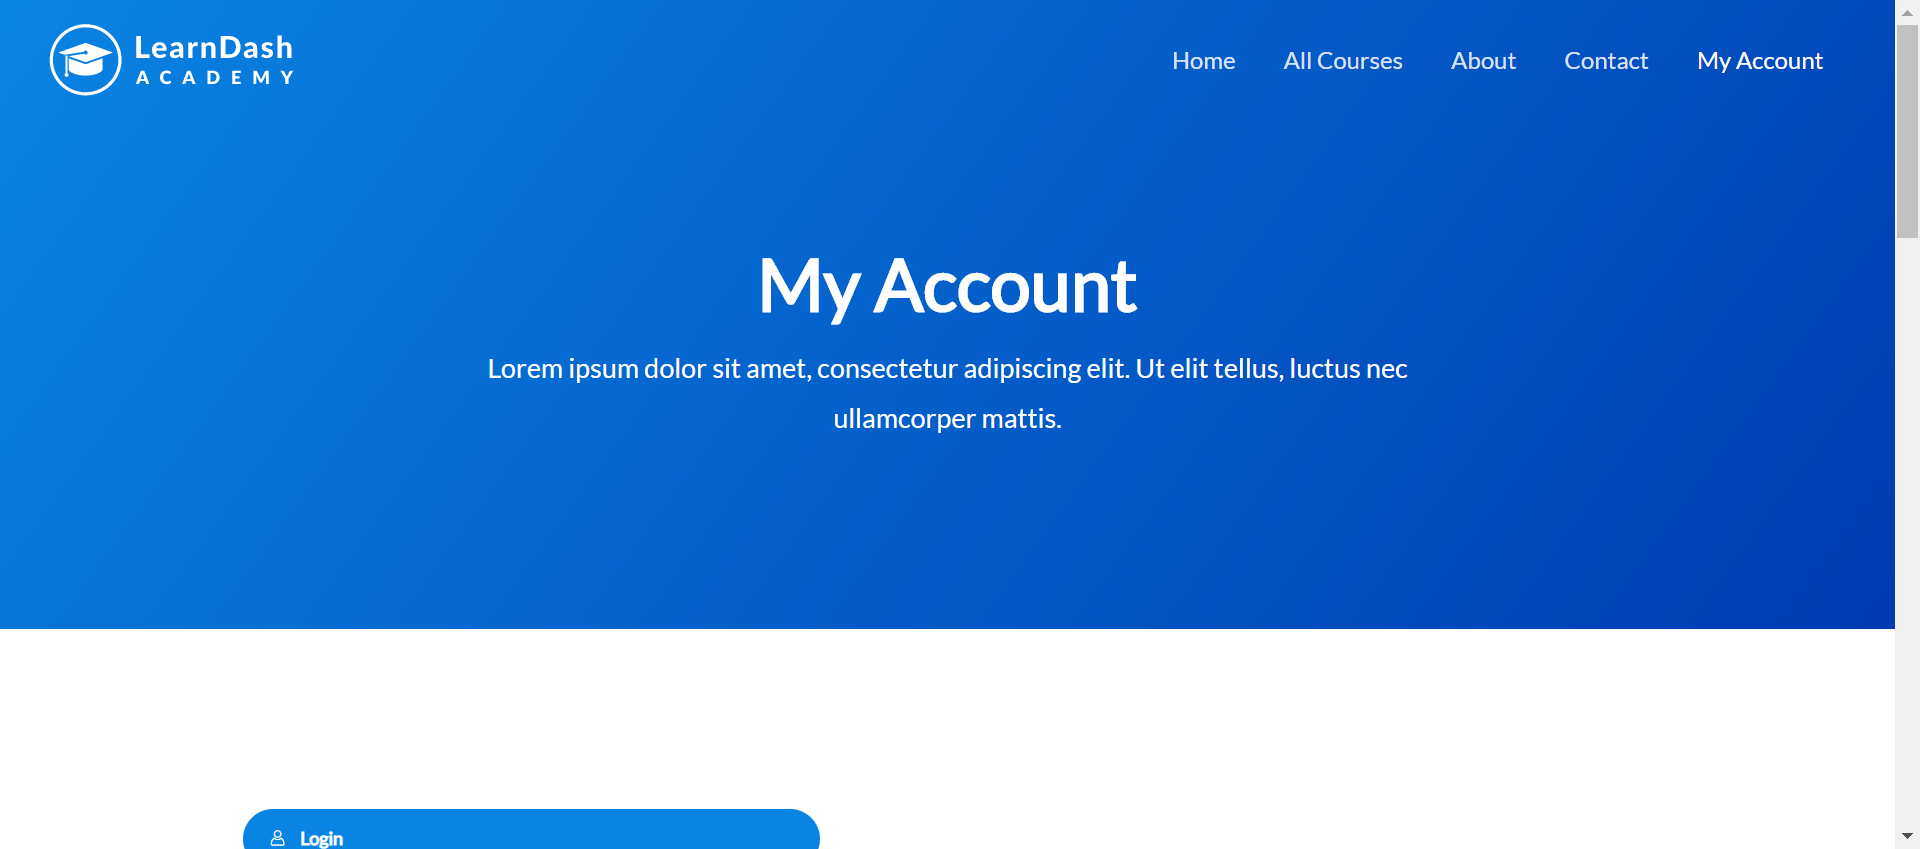 LearnDash
ACADEMY
Home
All Courses
About
Contact
My Account
My Account
Lorem ipsum dolor sit amet, consectetur adipiscing elit. Ut elit tellus, luctus nec
ullamcorper mattis.
Login